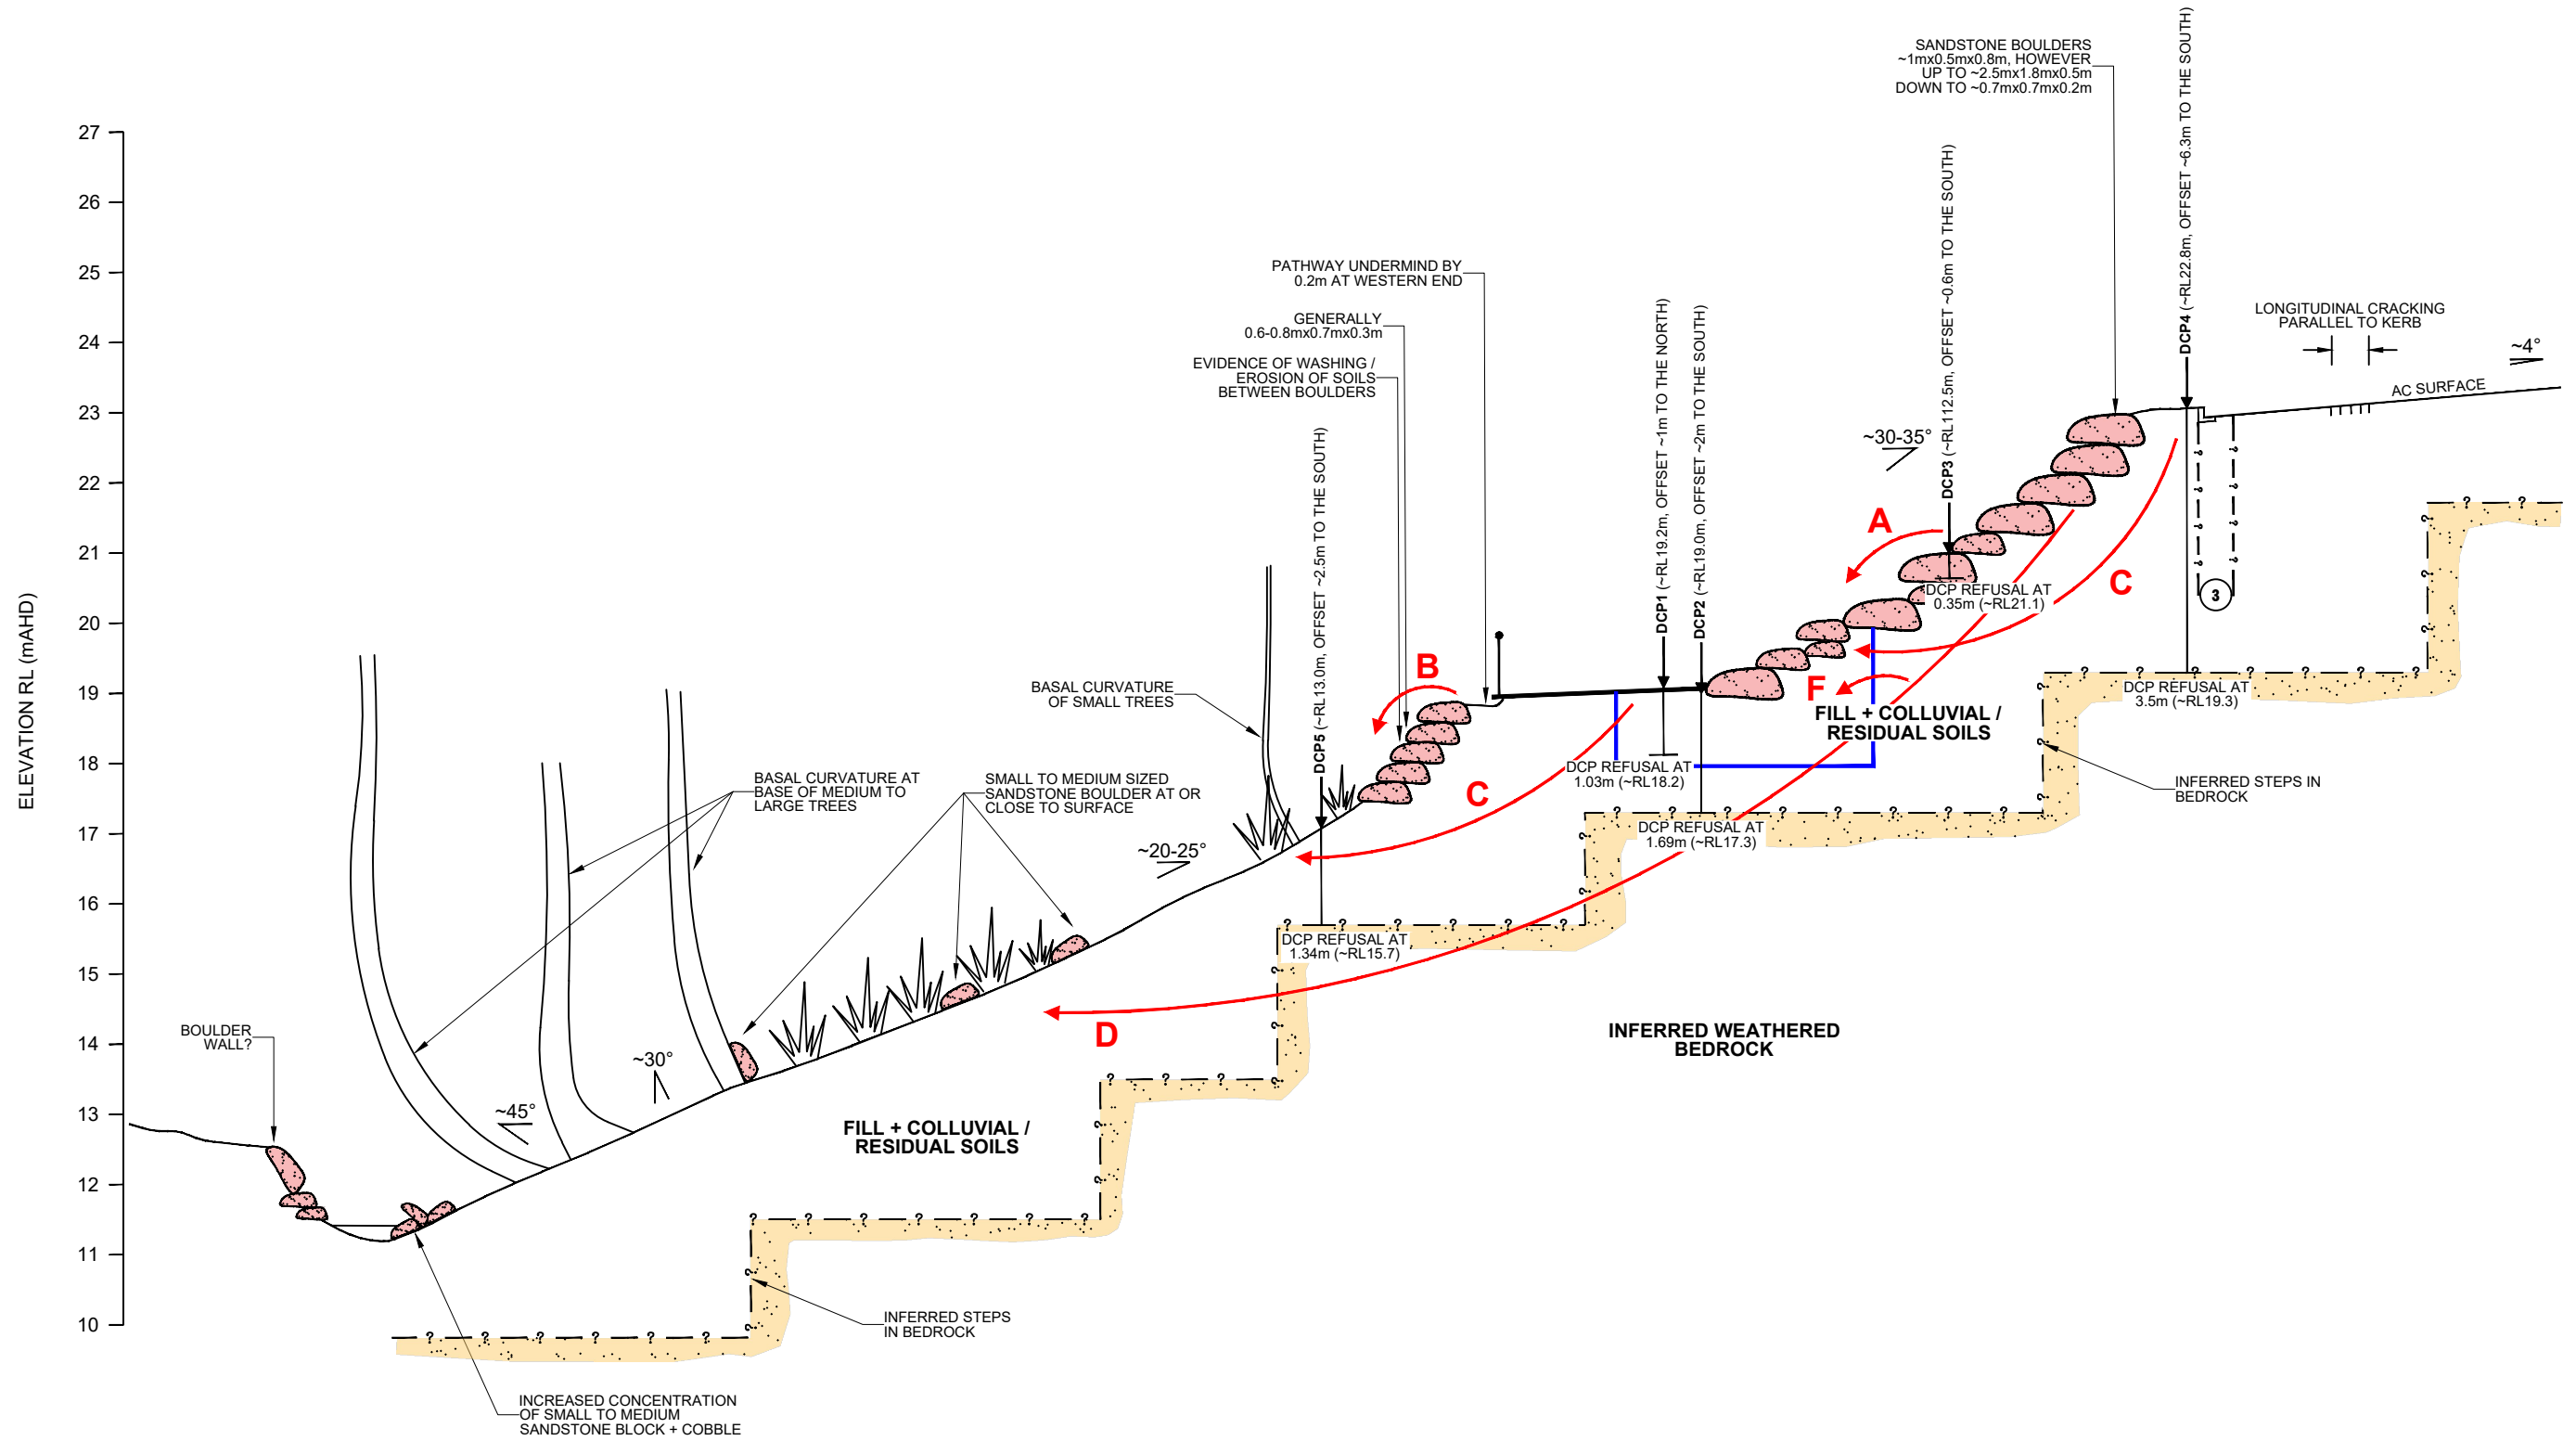 SANDSTONE BOULDERS
~1mx0.5mx0.8m, HOWEVER
UP TO ~2.5mx1.8mx0.5m
DOWN TO ~0.7mx0.7mx0.2m
DCP4 (~RL22.8m, OFFSET ~6.3m TO THE SOUTH)
DCP3 (~RL112.5m, OFFSET ~0.6m TO THE SOUTH)
27
26
25
24
23
22
21
20
19
18
17
16
15
14
13
12
11
10
ELEVATION RL (mAHD)
PATHWAY UNDERMIND BY
0.2m AT WESTERN END
GENERALLY
0.6-0.8mx0.7mx0.3m
EVIDENCE OF WASHING /
EROSION OF SOILS
BETWEEN BOULDERS
DCP5 (~RL13.0m, OFFSET ~2.5m TO THE SOUTH)
DCP1 (~RL19.2m, OFFSET ~1m TO THE NORTH)
DCP2 (~RL19.0m, OFFSET ~2m TO THE SOUTH)
LONGITUDINAL CRACKING
PARALLEL TO KERB
~4°
AC SURFACE
~30-35°
A
C
3
DCP REFUSAL AT
0.35m (~RL21.1)
B
F
BASAL CURVATURE
OF SMALL TREES
DCP REFUSAL AT
3.5m (~RL19.3)
FILL + COLLUVIAL /
RESIDUAL SOILS
DCP REFUSAL AT
1.03m (~RL18.2)
C
INFERRED STEPS IN
BEDROCK
BASAL CURVATURE AT
BASE OF MEDIUM TO
LARGE TREES
SMALL TO MEDIUM SIZED
SANDSTONE BOULDER AT OR
CLOSE TO SURFACE
DCP REFUSAL AT
1.69m (~RL17.3)
~20-25°
DCP REFUSAL AT
1.34m (~RL15.7)
D
INFERRED WEATHERED
BEDROCK
BOULDER
WALL?
~30°
~45°
FILL + COLLUVIAL /
RESIDUAL SOILS
INFERRED STEPS
IN BEDROCK
INCREASED CONCENTRATION
OF SMALL TO MEDIUM
SANDSTONE BLOCK + COBBLE